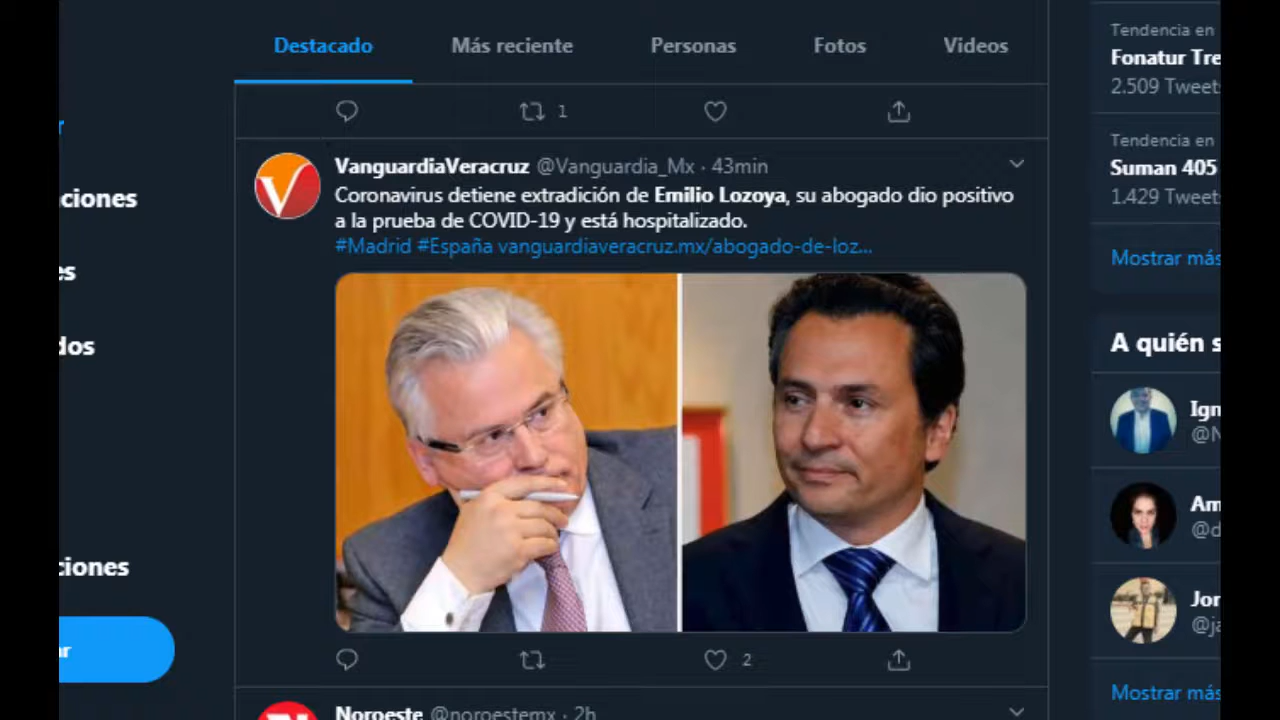 Destacado
Más reciente
Personas
Fotos
Videos
1
VanguardiaVeracruz @Vanguardia_Mx · 43min
Coronavirus detiene extradición de Emilio Lozoya, su abogado dio positivo
a la prueba de COVID-19 y está hospitalizado.
#Madrid #España vanguardiaveracruz.mx/abogado-de-loz...
2
Noroeste @noroestemx · 2h
r
ciones
es
dos
ciones
ar
Tendencia en
Fonatur Tre
2.509 Tweets
Tendencia en
Suman 405
1.429 Tweets
Mostrar más
A quién s
Ign
@N
Am
@d
Jor
@ja
Mostrar más